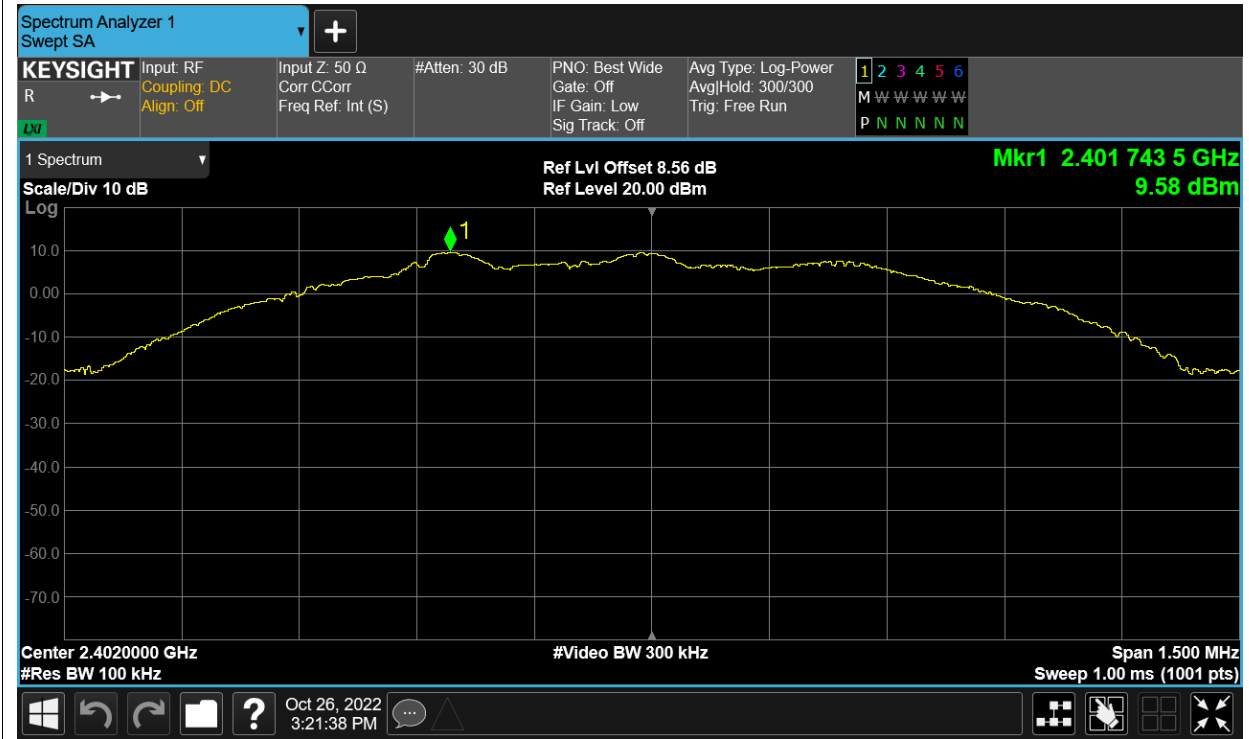 Spectrum Analyzer 1
Swept SA
KEYSIGHT
R
LXI
Input: RF
Coupling: DC
Align: Off
Input Z: 50 Ω
Corr CCorr
Freq Ref: Int (S)
#Atten: 30 dB
PNO: Best Wide
Gate: Off
IF Gain: Low
Sig Track: Off
Avg Type: Log-Power
Avg|Hold: 300/300
Trig: Free Run
1 2 3 4 5 6
M W W W W W W
P N N N N N N
1 Spectrum
Scale/Div 10 dB
Log
Ref Lvl Offset 8.56 dB
Ref Level 20.00 dBm
Mkr1 2.401 743 5 GHz
9.58 dBm
1
10.0
0.00
-10.0
-20.0
-30.0
-40.0
-50.0
-60.0
-70.0
Center 2.4020000 GHz
#Res BW 100 kHz
#Video BW 300 kHz
Span 1.500 MHz
Sweep 1.00 ms (1001 pts)
?
Oct 26, 2022
3:21:38 PM